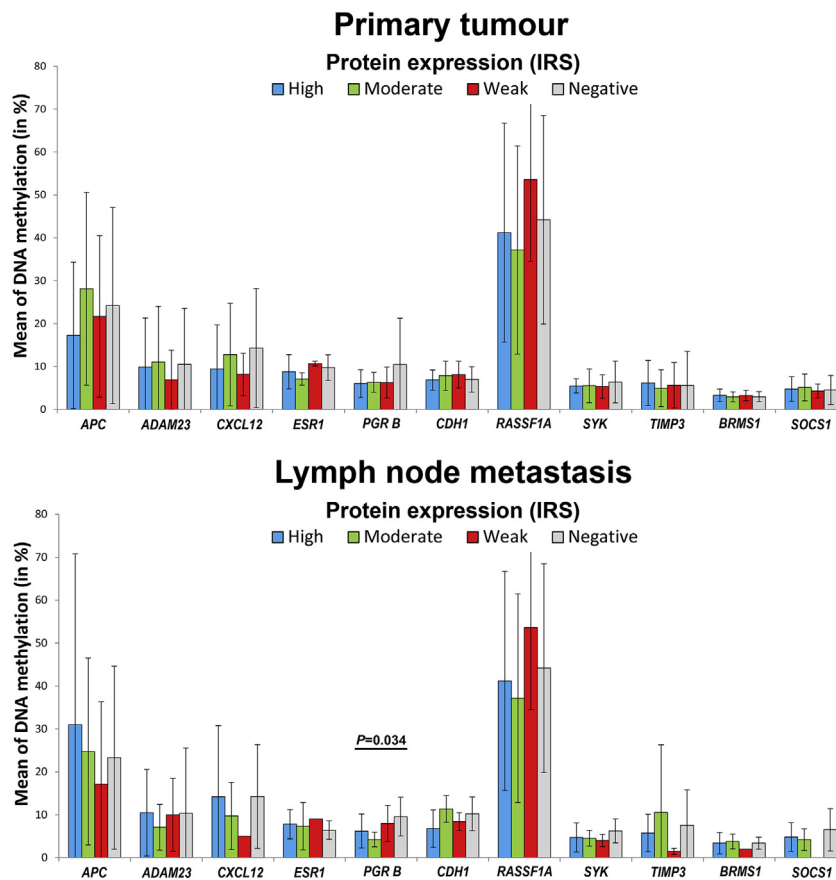 Primary tumour
Protein expression (IRS)
High Moderate Weak Negative
Mean of DNA methylation (in %)
80
70
60
50
40
30
20
10
0
APC ADAM23 CXCL12 ESR1 PGR B CDH1 RASSF1A SYK TIMP3 BRMS1 SOCS1
Lymph node metastasis
Protein expression (IRS)
High Moderate Weak Negative
Mean of DNA methylation (in %)
80
70
60
50
40
30
20
10
0
P=0.034
APC ADAM23 CXCL12 ESR1 PGR B CDH1 RASSF1A SYK TIMP3 BRMS1 SOCS1